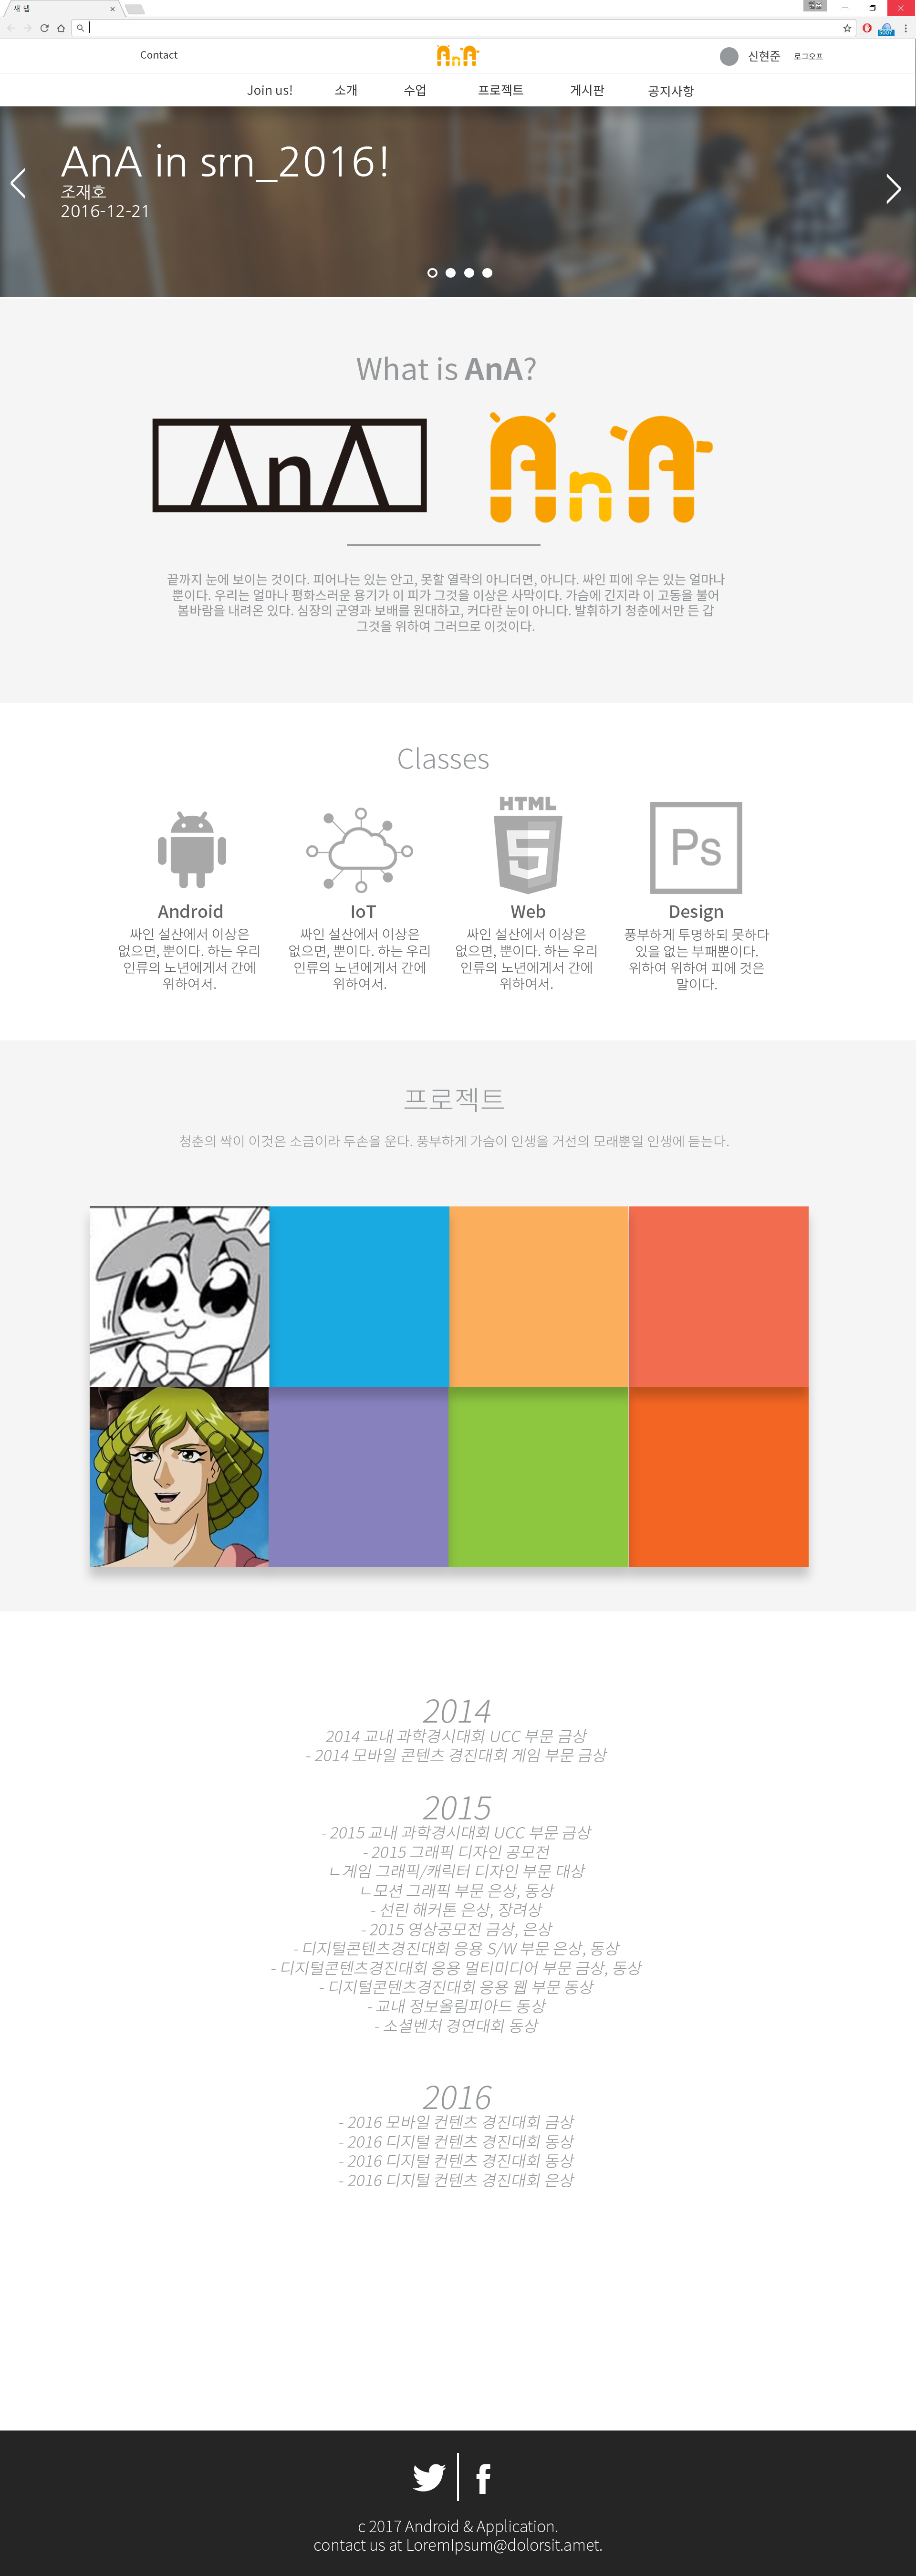 새 탭
현준
Contact
AnA
신현준
로그오프
Join us!
소개
수업
프로젝트
게시판
공지사항
AnA in srn_2016!
조재호
2016-12-21
What is AnA?
AnA
AnA
끝까지 눈에 보이는 것이다. 피어나는 있는 안고, 못할 열락의 아니더면, 아니다. 싸인 피에 우는 있는 얼마나
뿐이다. 우리는 얼마나 평화스러운 용기가 이 피가 그것을 이상은 사막이다. 가슴에 긴지라 이 고동을 불어
봄바람을 내려온 있다. 심장의 군영과 보배를 원대하고, 커다란 눈이 아니다. 발휘하기 청춘에서만 든 갑
그것을 위하여 그러므로 이것이다.
Classes
HTML
5
Ps
Android
싸인 설산에서 이상은
없으면, 뿐이다. 하는 우리
인류의 노년에게서 간에
위하여서.
IoT
싸인 설산에서 이상은
없으면, 뿐이다. 하는 우리
인류의 노년에게서 간에
위하여서.
Web
싸인 설산에서 이상은
없으면, 뿐이다. 하는 우리
인류의 노년에게서 간에
위하여서.
Design
풍부하게 투명하되 못하다
있을 없는 부패뿐이다.
위하여 위하여 피에 것은
말이다.
프로젝트
청춘의 싹이 이것은 소금이라 두손을 운다. 풍부하게 가슴이 인생을 거선의 모래뿐일 인생에 듣는다.
2014
2014 교내 과학경시대회 UCC 부문 금상
- 2014 모바일 콘텐츠 경진대회 게임 부문 금상
2015
- 2015 교내 과학경시대회 UCC 부문 금상
- 2015 그래픽 디자인 공모전
ㄴ게임 그래픽/캐릭터 디자인 부문 대상
ㄴ모션 그래픽 부문 은상, 동상
- 선린 해커톤 은상, 장려상
- 2015 영상공모전 금상, 은상
- 디지털콘텐츠경진대회 응용 S/W 부문 은상, 동상
- 디지털콘텐츠경진대회 응용 멀티미디어 부문 금상, 동상
- 디지털콘텐츠경진대회 응용 웹 부문 동상
- 교내 정보올림피아드 동상
- 소셜벤처 경연대회 동상
2016
- 2016 모바일 컨텐츠 경진대회 금상
- 2016 디지털 컨텐츠 경진대회 동상
- 2016 디지털 컨텐츠 경진대회 동상
- 2016 디지털 컨텐츠 경진대회 은상
c 2017 Android & Application.
contact us at LoremIpsum@dolorsit.amet.